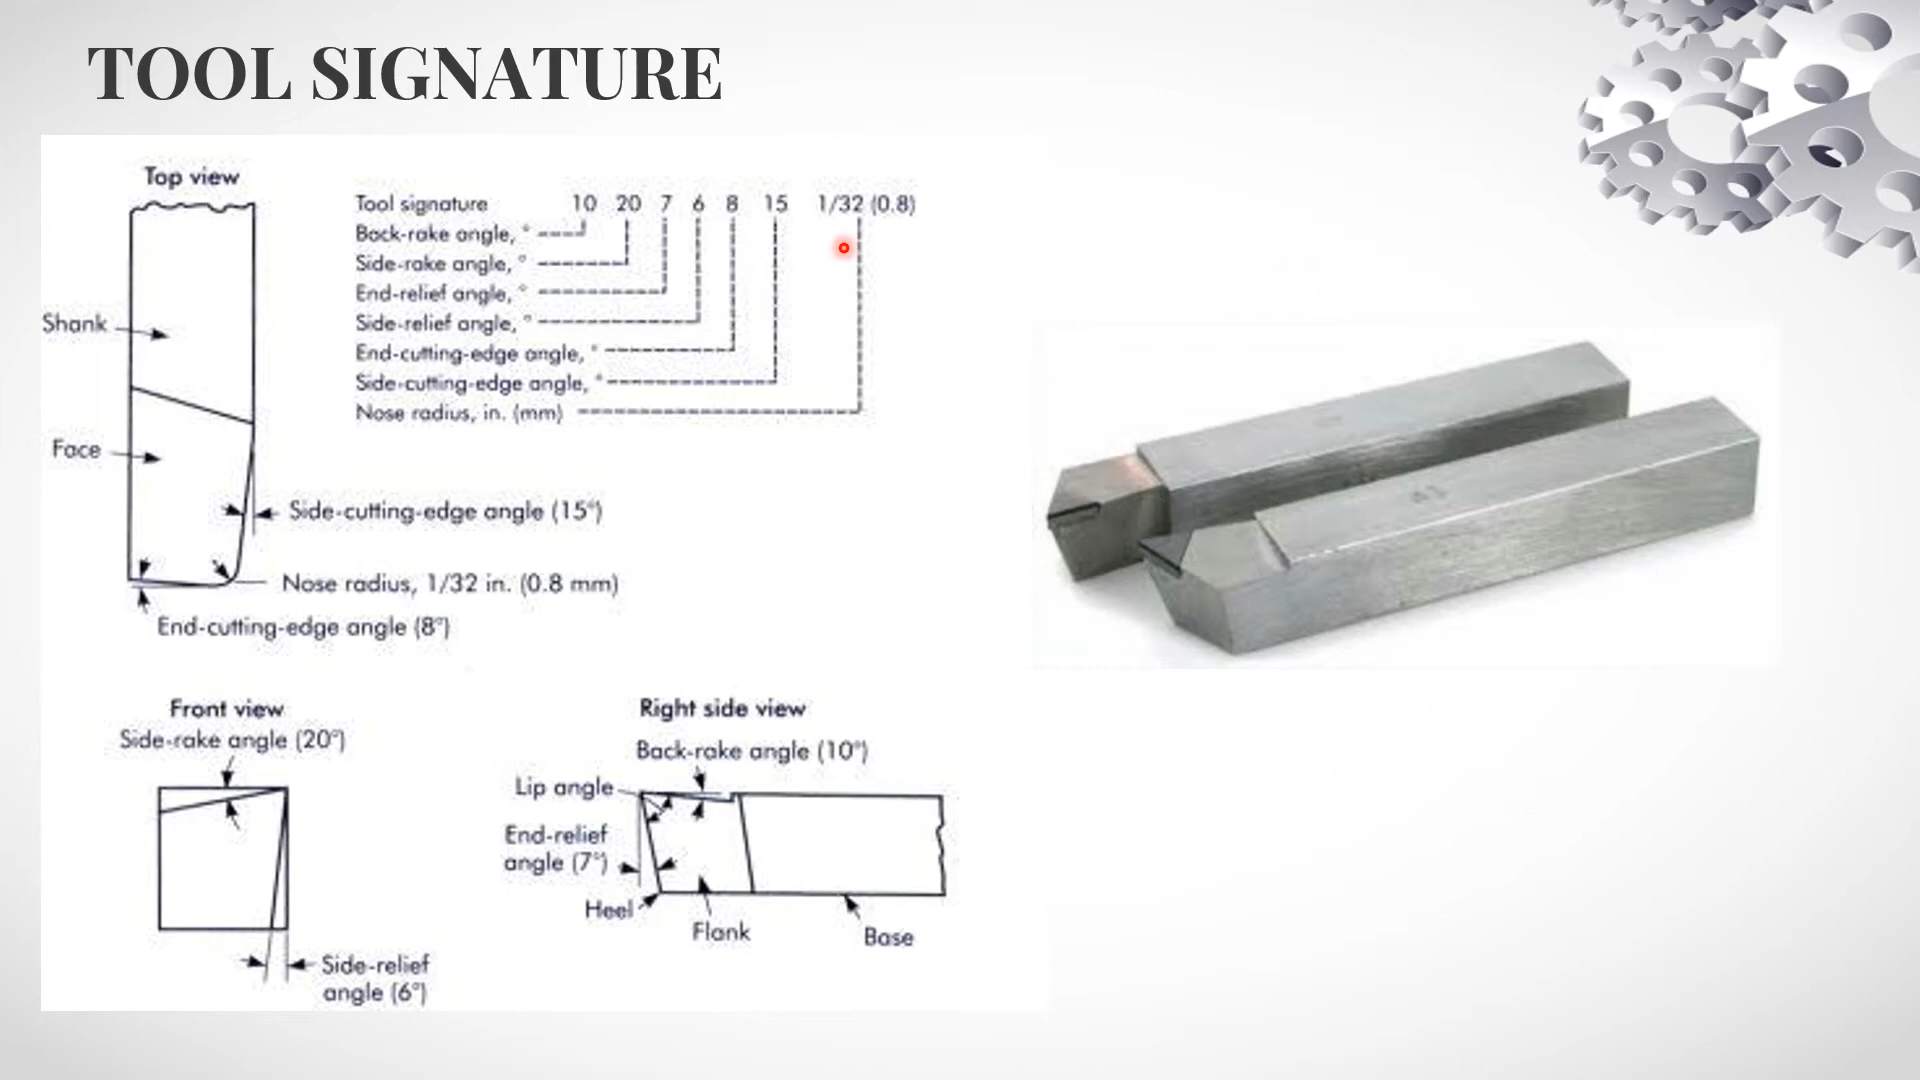 TOOL SIGNATURE
Top view
Tool signature 10 20 7 6 8 15 1/32 (0.8)
Back-rake angle, °
Side-rake angle, °
End-relief angle, °
Side-relief angle, °
End-cutting-edge angle, °
Side-cutting-edge angle, °
Nose radius, in. (mm)
Shank
Face
Side-cutting-edge angle (15°)
Nose radius, 1/32 in. (0.8 mm)
End-cutting-edge angle (8°)
Front view
Side-rake angle (20°)
Side-relief
angle (6°)
Right side view
Back-rake angle (10°)
Lip angle
End-relief
angle (7°)
Heel
Flank
Base